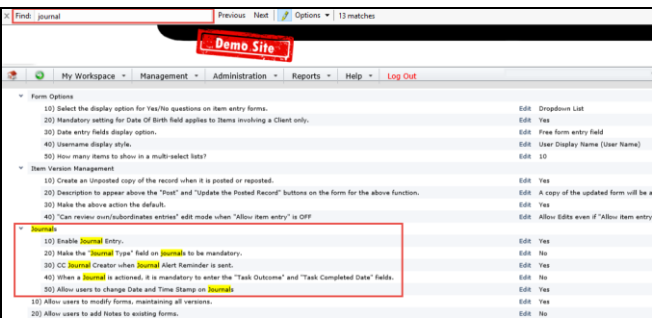 X Find: journal Previous Next Options 13 matches
Demo Site
My Workspace Management Administration Reports Help Log Out
Form Options
10) Select the display option for Yes/No questions on item entry forms. Edit Dropdown List
20) Mandatory setting for Date Of Birth field applies to Items involving a Client only. Edit Yes
30) Date entry fields display option. Edit Free form entry field
40) Username display style. Edit User Display Name (User Name)
50) How many items to show in a multi-select lists? Edit 10
Item Version Management
10) Create an Unposted copy of the record when it is posted or reposted. Edit Yes
20) Description to appear above the "Post" and "Update the Posted Record" buttons on the form for the above function. Edit A copy of the updated form will be a
30) Make the above action the default. Edit Yes
40) "Can review own/subordinates entries" edit mode when "Allow item entry" is OFF Edit Allow Edits even if "Allow item entry
Journals
10) Enable Journal Entry. Edit Yes
20) Make the "Journal Type" field on journals to be mandatory. Edit No
30) CC Journal Creator when Journal Alert Reminder is sent. Edit Yes
40) When a Journal is actioned, it is mandatory to enter the "Task Outcome" and "Task Completed Date" fields. Edit No
50) Allow users to change Date and Time Stamp on Journals Edit Yes
10) Allow users to modify forms, maintaining all versions. Edit Yes
20) Allow users to add Notes to existing forms. Edit No